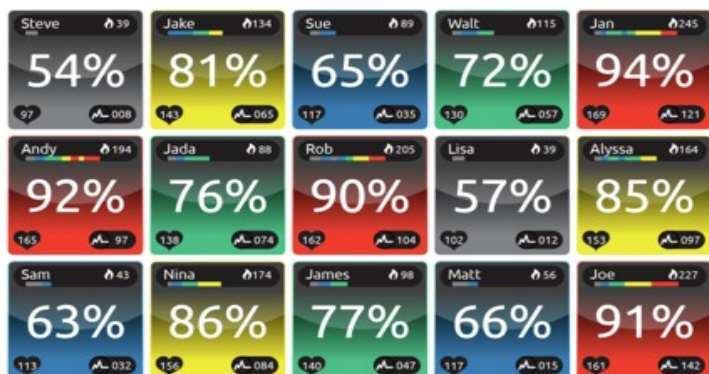 Steve 39 Jake 134 Sue 89 Walt 115 Jan 245
54% 81% 65% 72% 94%
97 008 143 065 117 035 130 057 169 121
Andy 194 Jada 88 Rob 205 Lisa 39 Alyssa 164
92% 76% 90% 57% 85%
165 97 138 074 162 104 102 012 153 097
Sam 43 Nina 174 James 98 Matt 56 Joe 227
63% 86% 77% 66% 91%
113 032 156 084 140 047 117 015 161 142